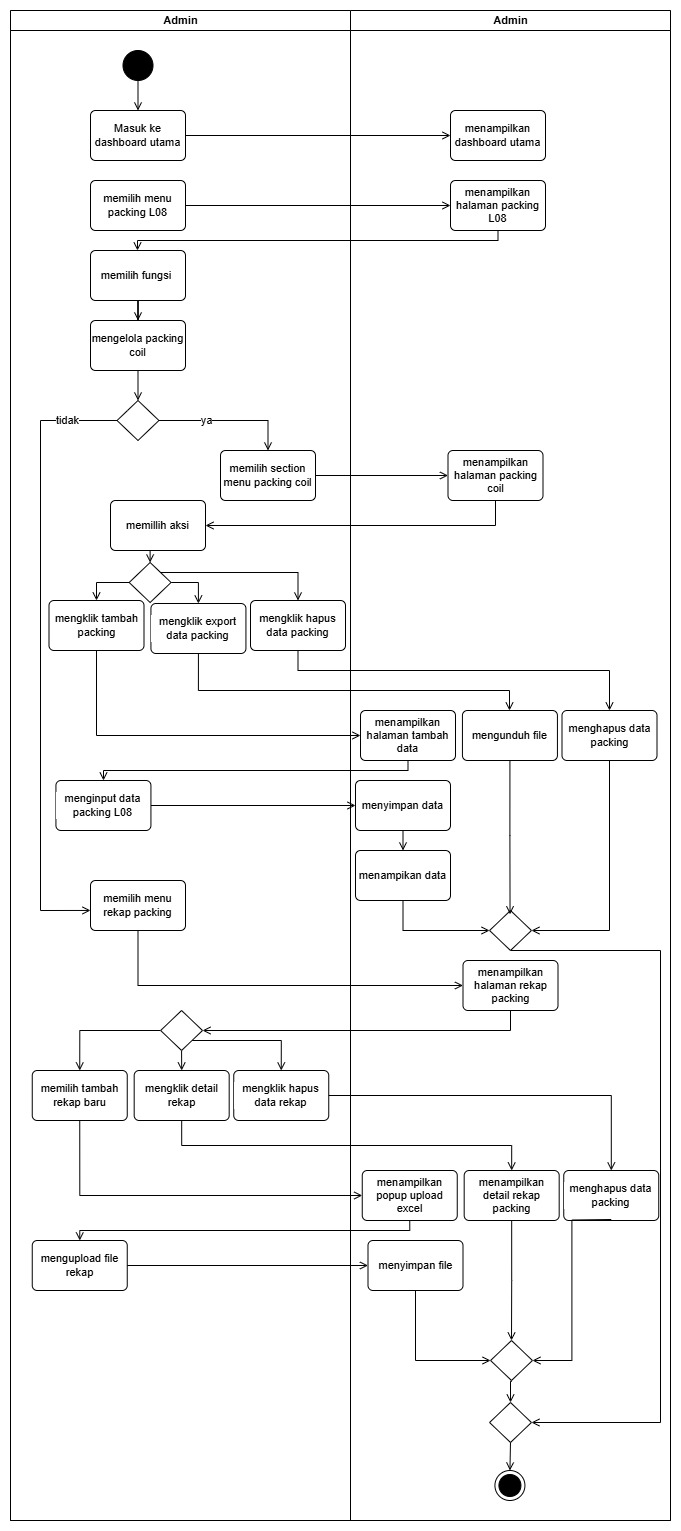 Admin
Admin
Masuk ke
dashboard utama
menampilkan
dashboard utama
memilih menu
packing L08
menampilkan
halaman packing
L08
memilih fungsi
mengelola packing
coil
tidak
ya
memilih section
menu packing coil
menampilkan
halaman packing
coil
memillih aksi
mengklik tambah
packing
mengklik export
data packing
mengklik hapus
data packing
menampilkan
halaman tambah
data
mengunduh file
menghapus data
packing
menginput data
packing L08
menyimpan data
menampikan data
memilih menu
rekap packing
menampilkan
halaman rekap
packing
memilih tambah
rekap baru
mengklik detail
rekap
mengklik hapus
data rekap
menampilkan
popup upload
excel
menampilkan
detail rekap
packing
menghapus data
packing
mengupload file
rekap
menyimpan file